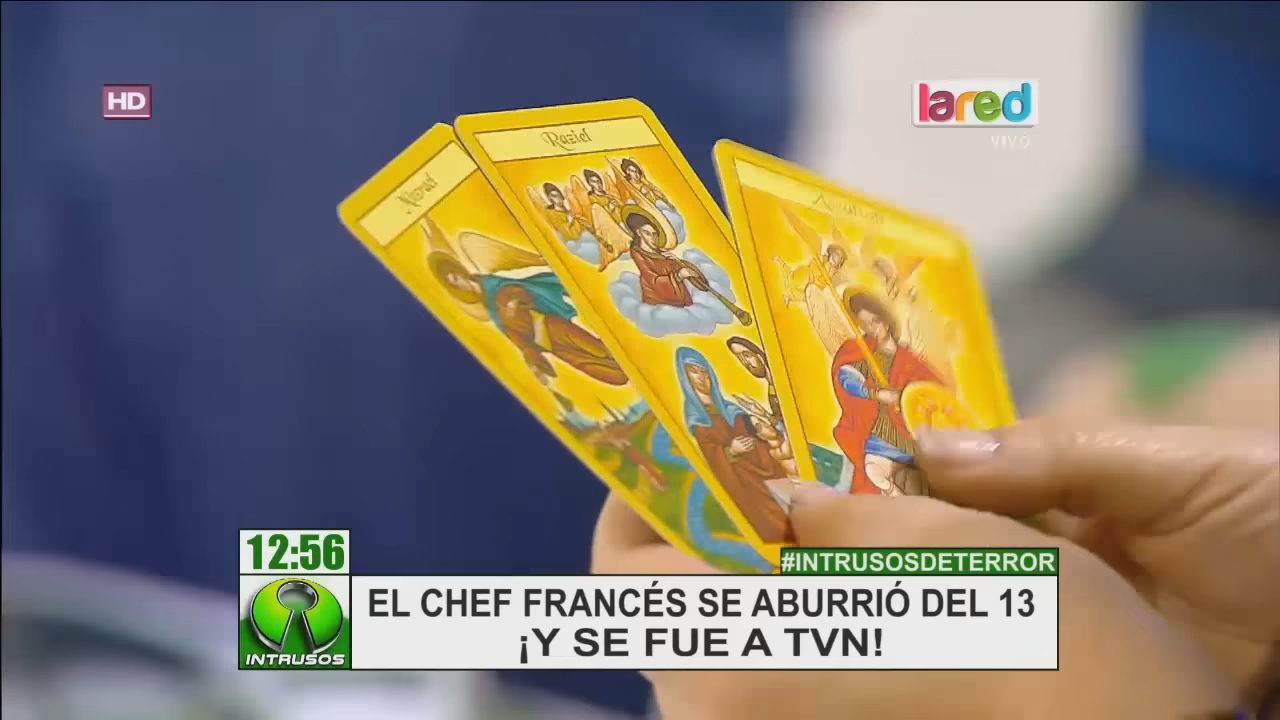 HD
lared
VIVO
Raziel
12:56
#INTRUSOSDETERROR
EL CHEF FRANCÉS SE ABURRIÓ DEL 13
¡Y SE FUE A TVN!
INTRUSOS